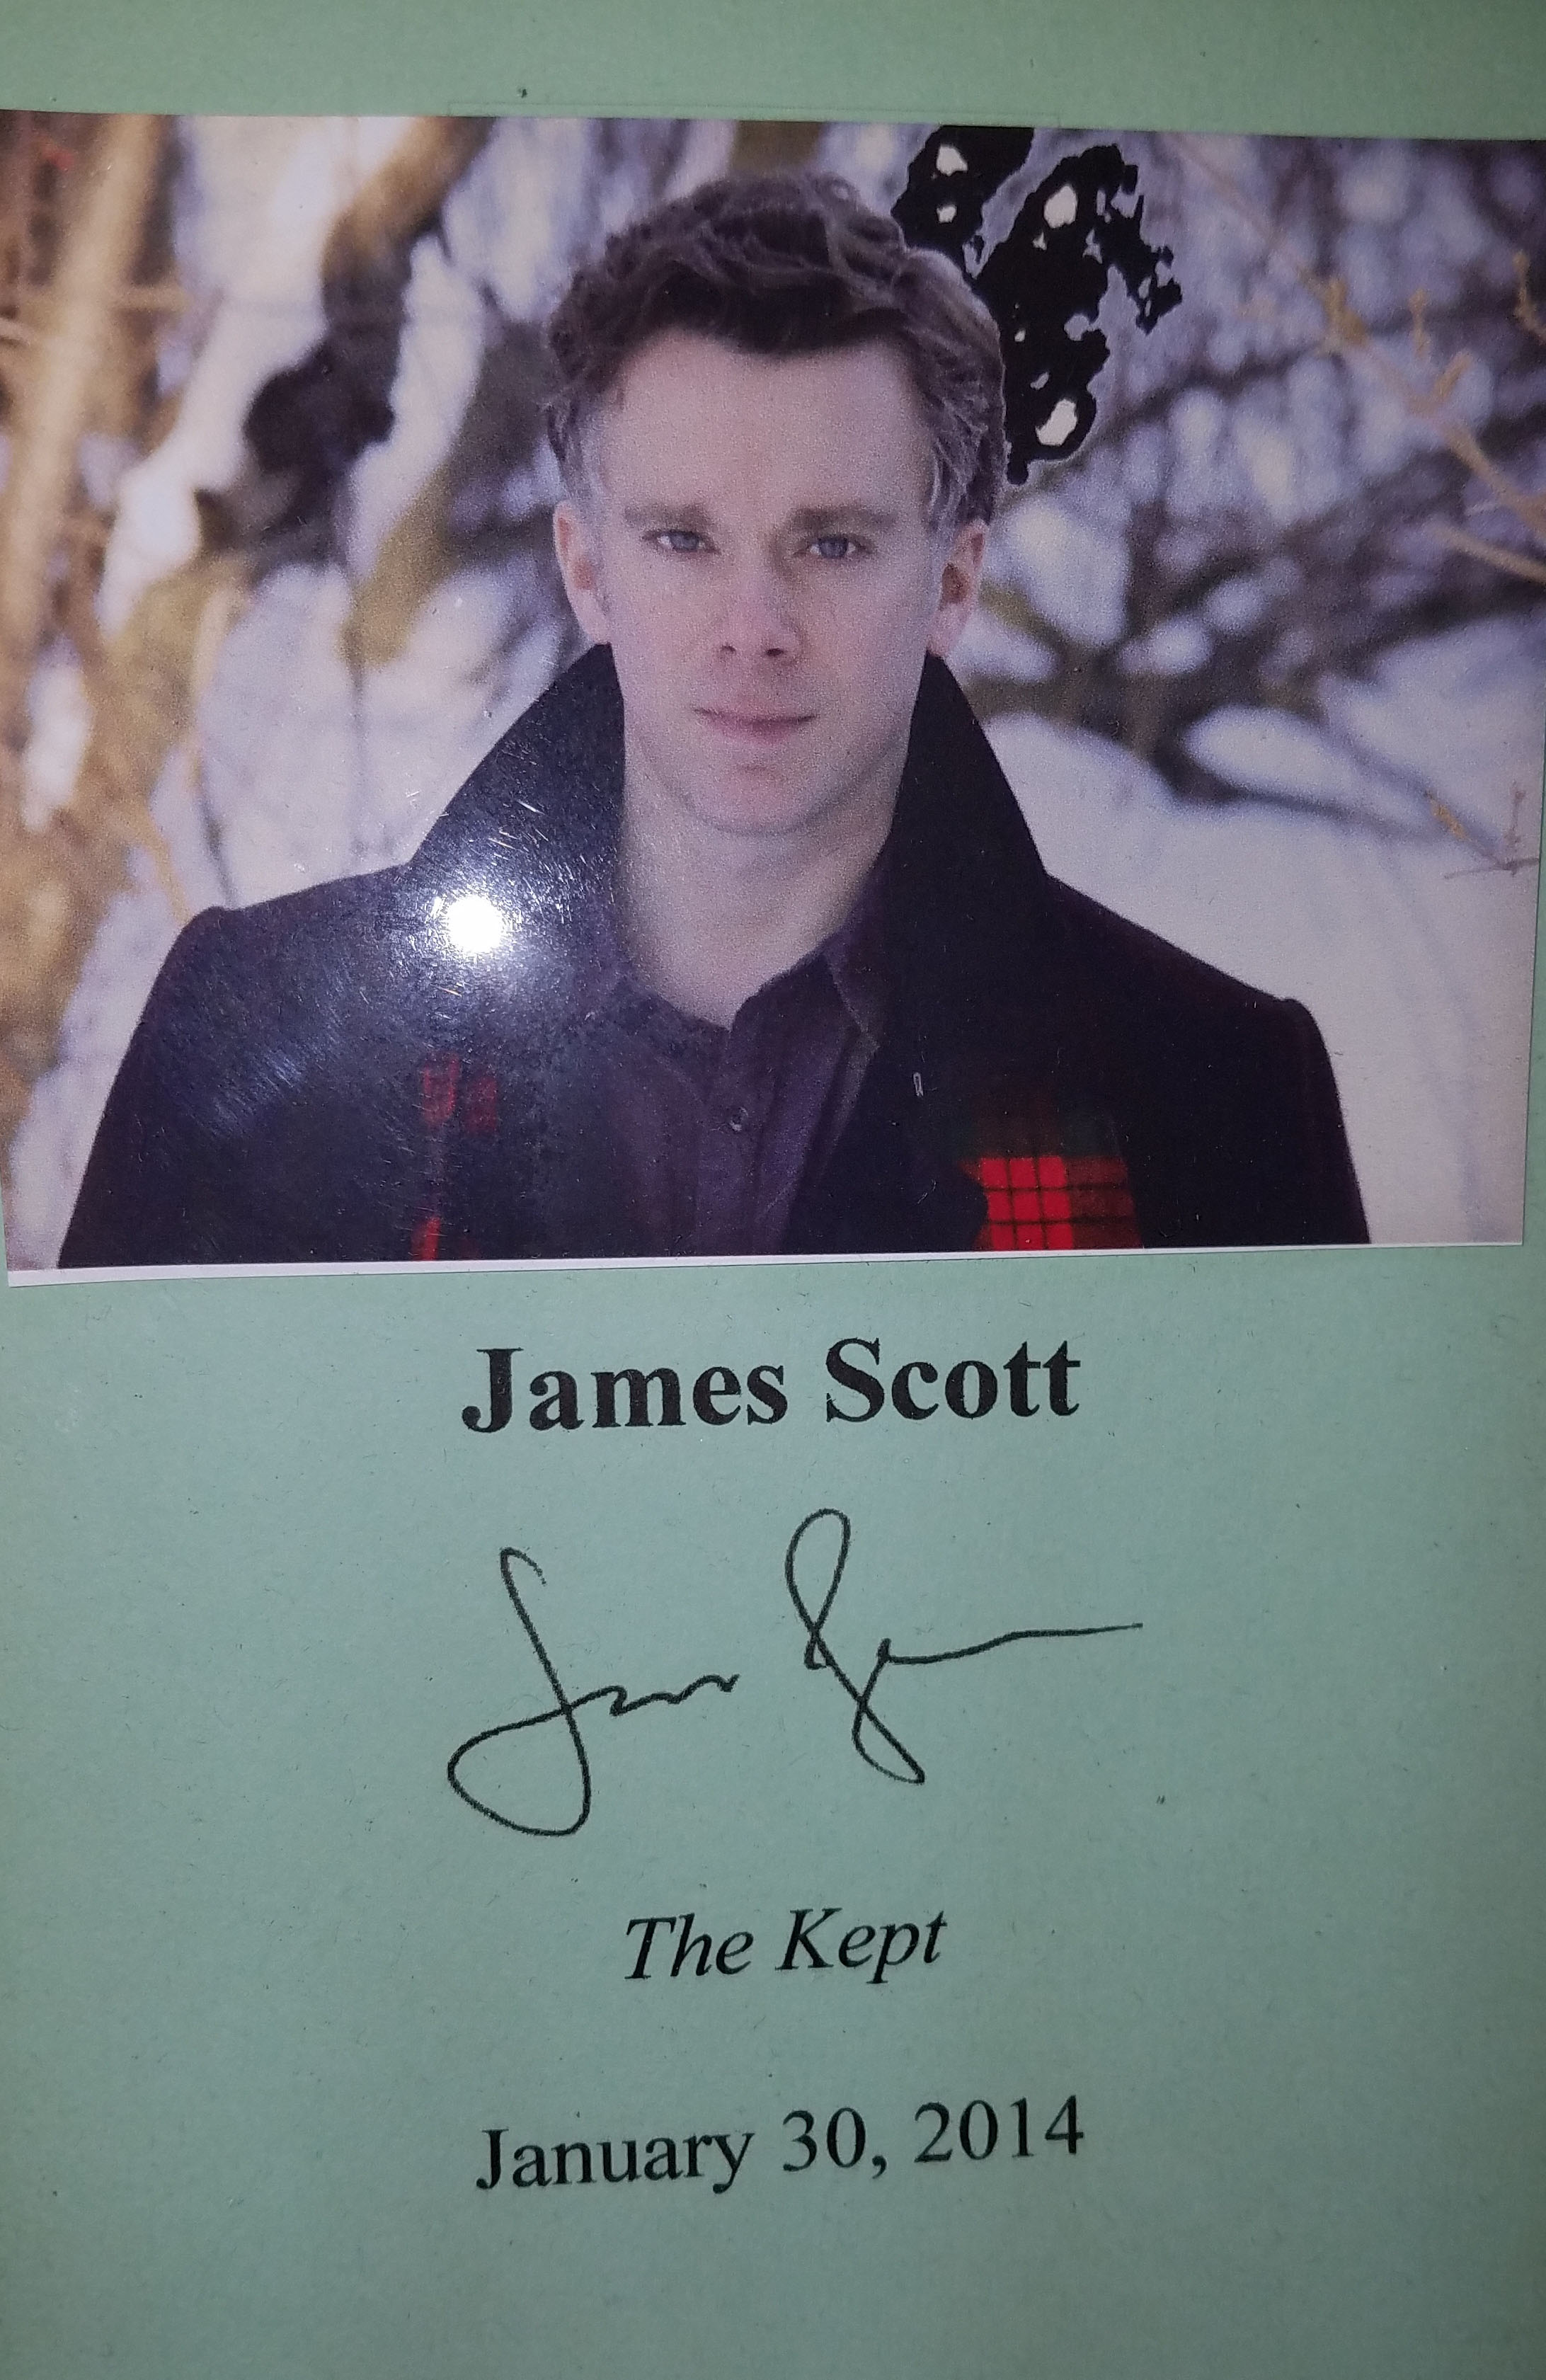 James Scott
The Kept
January 30, 2014